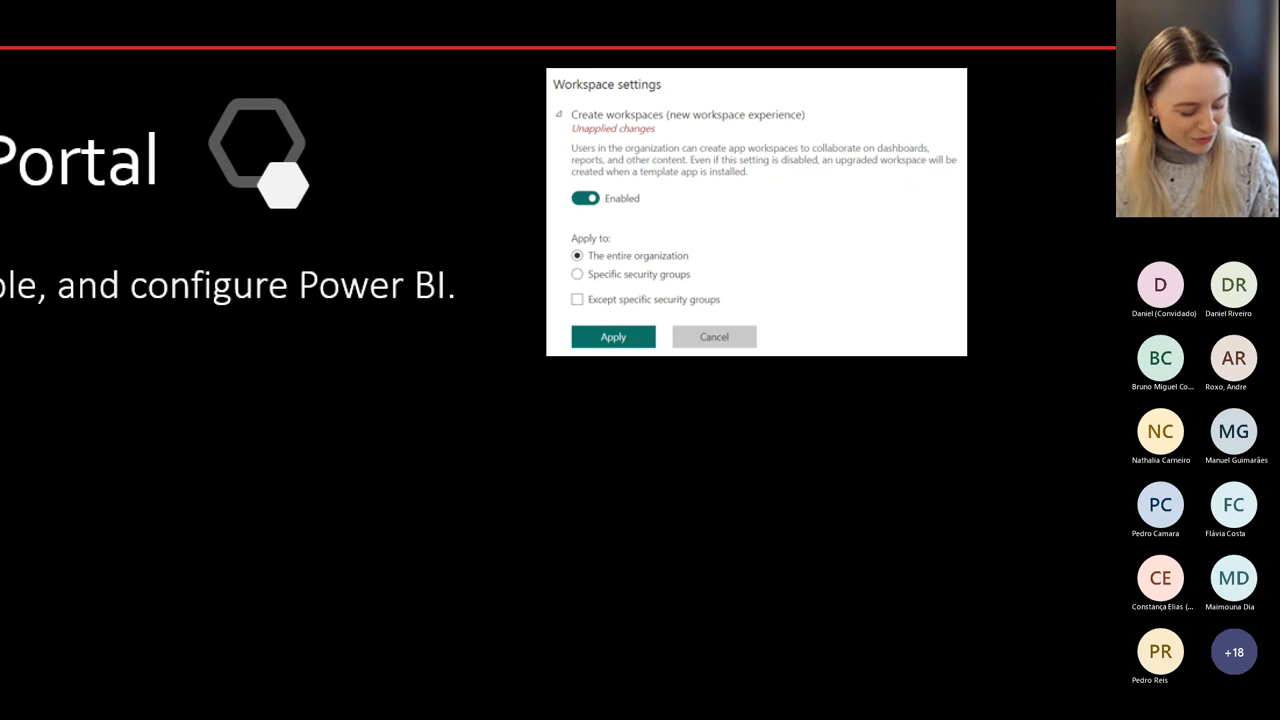 Portal
ole, and configure Power BI.
Workspace settings
Create workspaces (new workspace experience)
Unapplied changes
Users in the organization can create app workspaces to collaborate on dashboards,
reports, and other content. Even if this setting is disabled, an upgraded workspace will be
created when a template app is installed.
Enabled
Apply to:
The entire organization
Specific security groups
Except specific security groups
Apply Cancel
D DR
Daniel (Convidado) Daniel Riveiro
BC AR
Bruno Miguel Co... Roxo, Andre
NC MG
Nathalia Carneiro Manuel Guimarães
PC FC
Pedro Camara Flávia Costa
CE MD
Constança Elias (... Maimouna Dia
PR +18
Pedro Reis